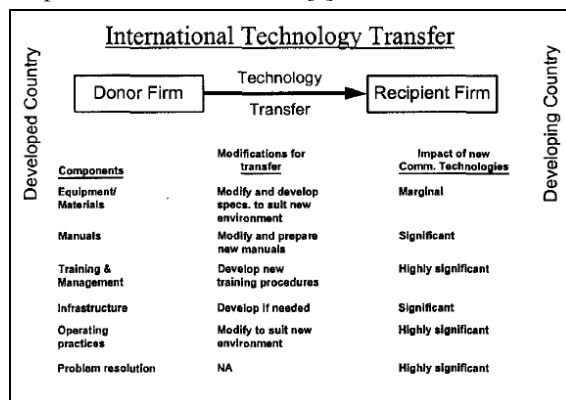 International Technology Transfer
Developed Country
Donor Firm
Technology
Transfer
Recipient Firm
Developing Country
Components
Modifications for
transfer
Impact of new
Comm. Technologies
Equipment/
Materials
Modify and develop
specs. to suit new
environment
Marginal
Manuals
Modify and prepare
new manuals
Significant
Training &
Management
Develop new
training procedures
Highly significant
Infrastructure
Develop if needed
Significant
Operating
practices
Modify to suit new
environment
Highly significant
Problem resolution
NA
Highly significant